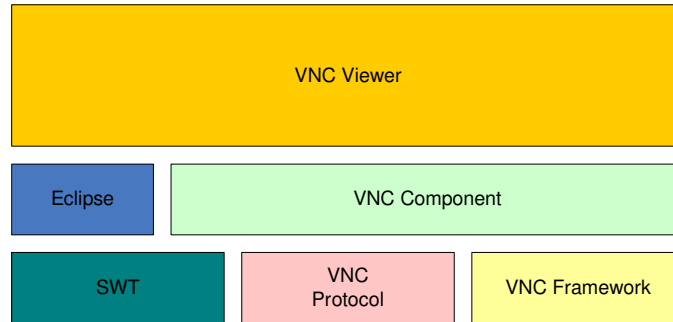 VNC Viewer
Eclipse
VNC Component
SWT
VNC
Protocol
VNC Framework